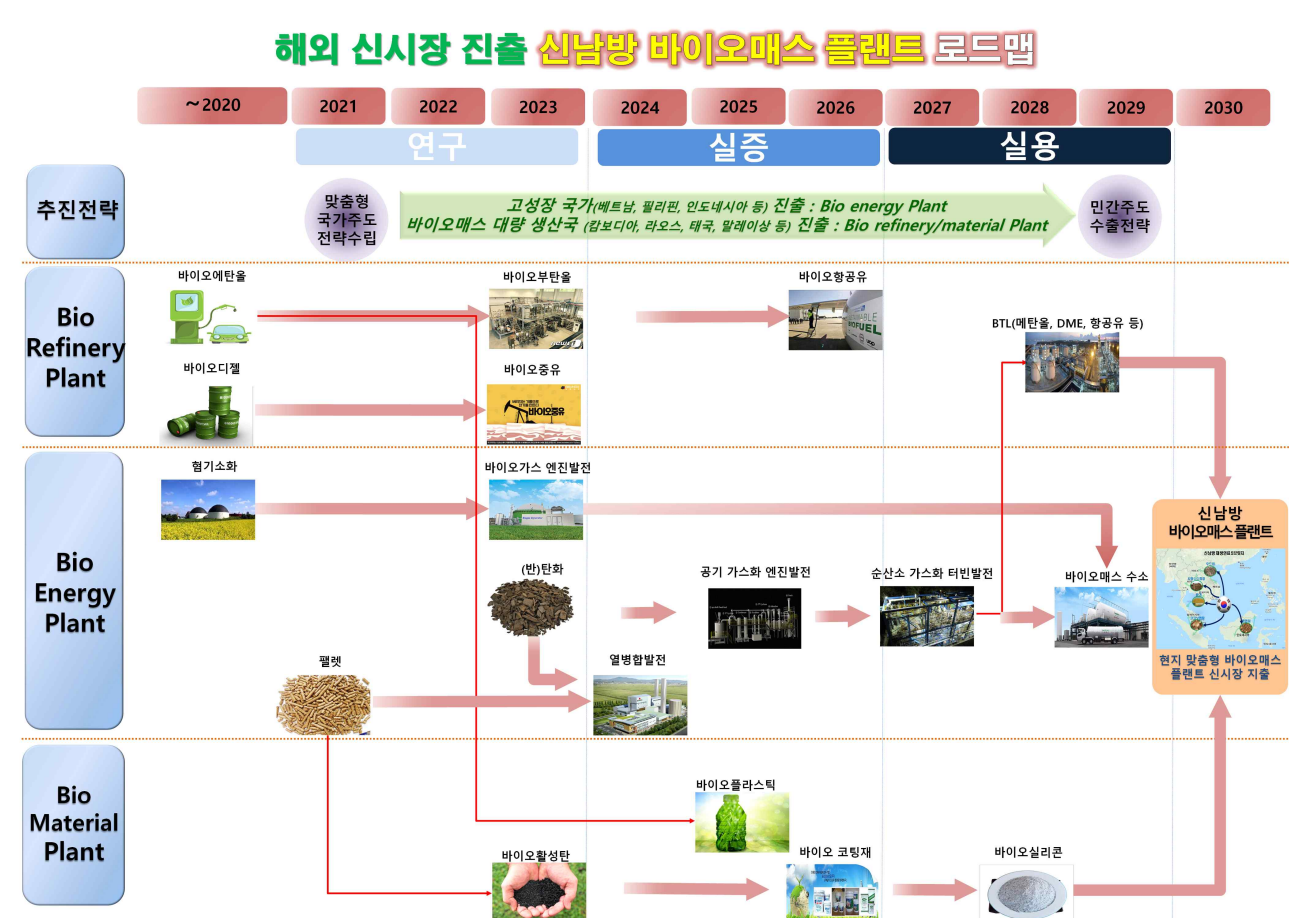 해외 신시장 진출 신남방 바이오매스 플랜트 로드맵
~2020 2021 2022 2023 2024 2025 2026 2027 2028 2029 2030
연구 실증 실용
추진전략
맞춤형
국가주도
전략수립
고성장 국가(베트남, 필리핀, 인도네시아 등) 진출 : Bio energy Plant
바이오매스 대량 생산국 (캄보디아, 라오스, 태국, 말레이상 등) 진출 : Bio refinery/material Plant
민간주도
수출전략
Bio
Refinery
Plant
바이오에탄올
바이오부탄올
바이오항공유
BTL(메탄올, DME, 항공유 등)
BIOFUEL
바이오디젤
바이오중유
바이오중유
Bio
Energy
Plant
혐기소화
바이오가스 엔진발전
(반)탄화
공기 가스화 엔진발전
순산소 가스화 터빈발전
바이오매스 수소
팰렛
열병합발전
신남방
바이오매스 플랜트
현지 맞춤형 바이오매스
플랜트 신시장 지출
Bio
Material
Plant
바이오플라스틱
바이오활성탄
바이오 코팅재
바이오실리콘